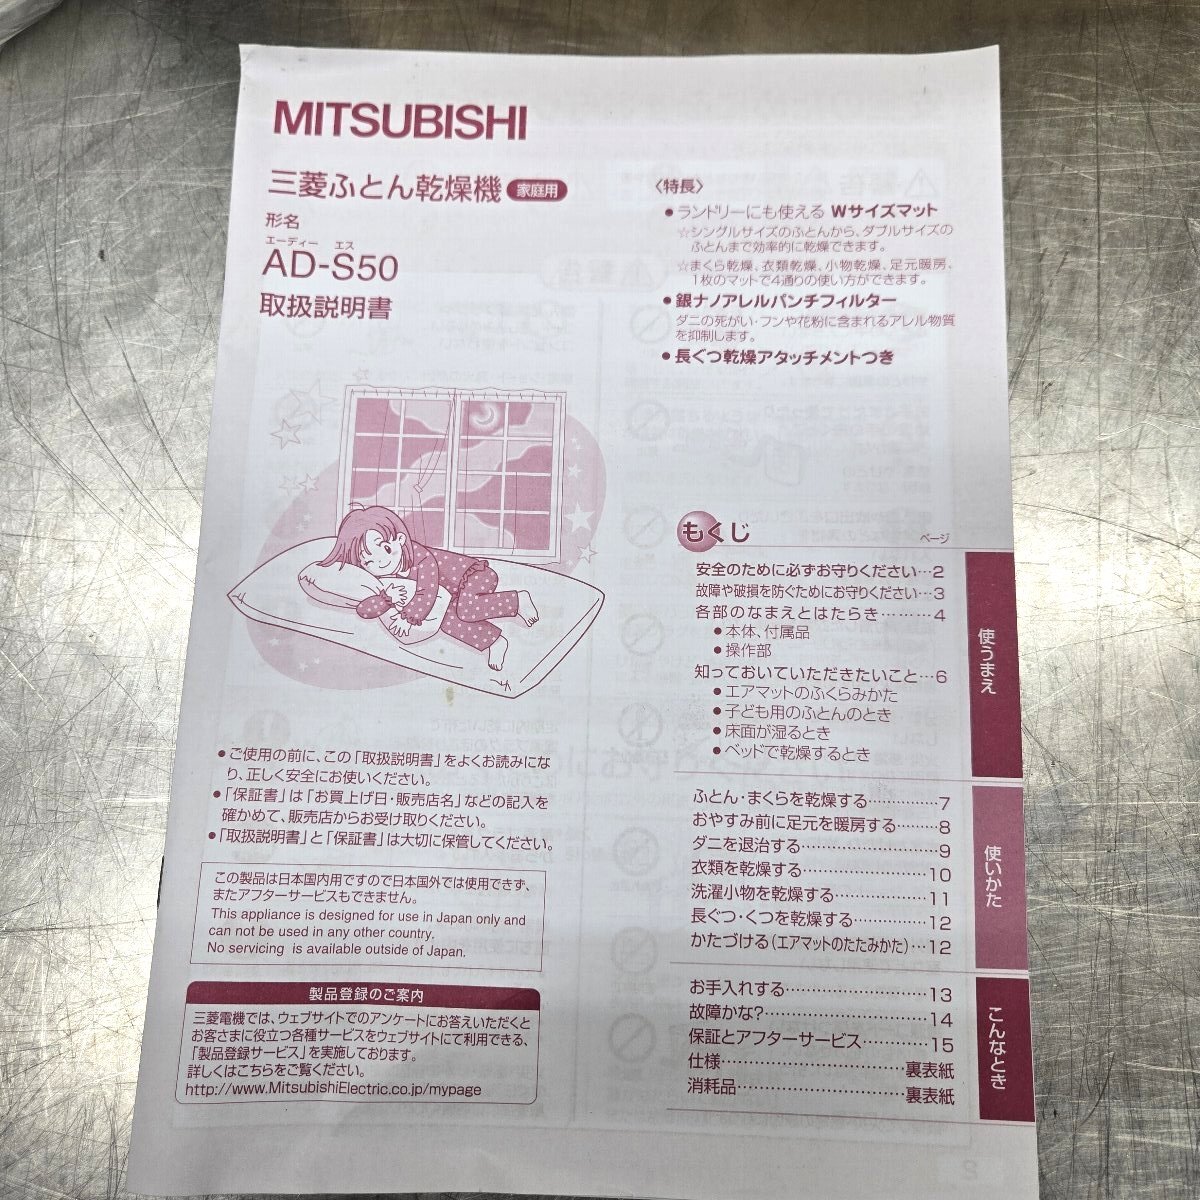 MITSUBISHI
三菱ふとん乾燥機 家庭用
形名
エーディー エス
AD-S50
取扱説明書
〈特長〉
●ランドリーにも使える Wサイズマット
☆シングルサイズのふとんから、ダブルサイズの
ふとんまで効率的に乾燥できます。
☆まくら乾燥、衣類乾燥、小物乾燥、足元暖房、
1枚のマットで4通りの使い方ができます。
●銀ナノアレルパンチフィルター
ダニの死がい・フンや花粉に含まれるアレル物質
を抑制します。
●長ぐつ乾燥アタッチメントつき
もくじ
ページ
安全のために必ずお守りください…2
故障や破損を防ぐためにお守りください…3
各部のなまえとはたらき………4
●本体、付属品
●操作部
知っておいていただきたいこと…6
●エアマットのふくらみかた
●子ども用のふとんのとき
●床面が湿るとき
●ベッドで乾燥するとき
使うまえ
ふとん・まくらを乾燥する…………7
おやすみ前に足元を暖房する………8
ダニを退治する……………………9
衣類を乾燥する……………………10
洗濯小物を乾燥する………………11
長ぐつ・くつを乾燥する……………12
かたづける(エアマットのたたみかた)…12
使いかた
お手入れする………………………13
故障かな?…………………………14
保証とアフターサービス…………15
仕様…………………………裏表紙
消耗品………………………裏表紙
こんなとき
●ご使用の前に、この「取扱説明書」をよくお読みにな
り、正しく安全にお使いください。
●「保証書」は「お買上げ日・販売店名」などの記入を
確かめて、販売店からお受け取りください。
●「取扱説明書」と「保証書」は大切に保管してください。
この製品は日本国内用ですので日本国外では使用できず、
またアフターサービスもできません。
This appliance is designed for use in Japan only and
can not be used in any other country.
No servicing is available outside of Japan.
製品登録のご案内
三菱電機では、ウェブサイトでのアンケートにお答えいただくと
お客さまに役立つ各種サービスをウェブサイトにて利用できる、
「製品登録サービス」を実施しております。
詳しくはこちらをご覧ください。
http://www.MitsubishiElectric.co.jp/mypage